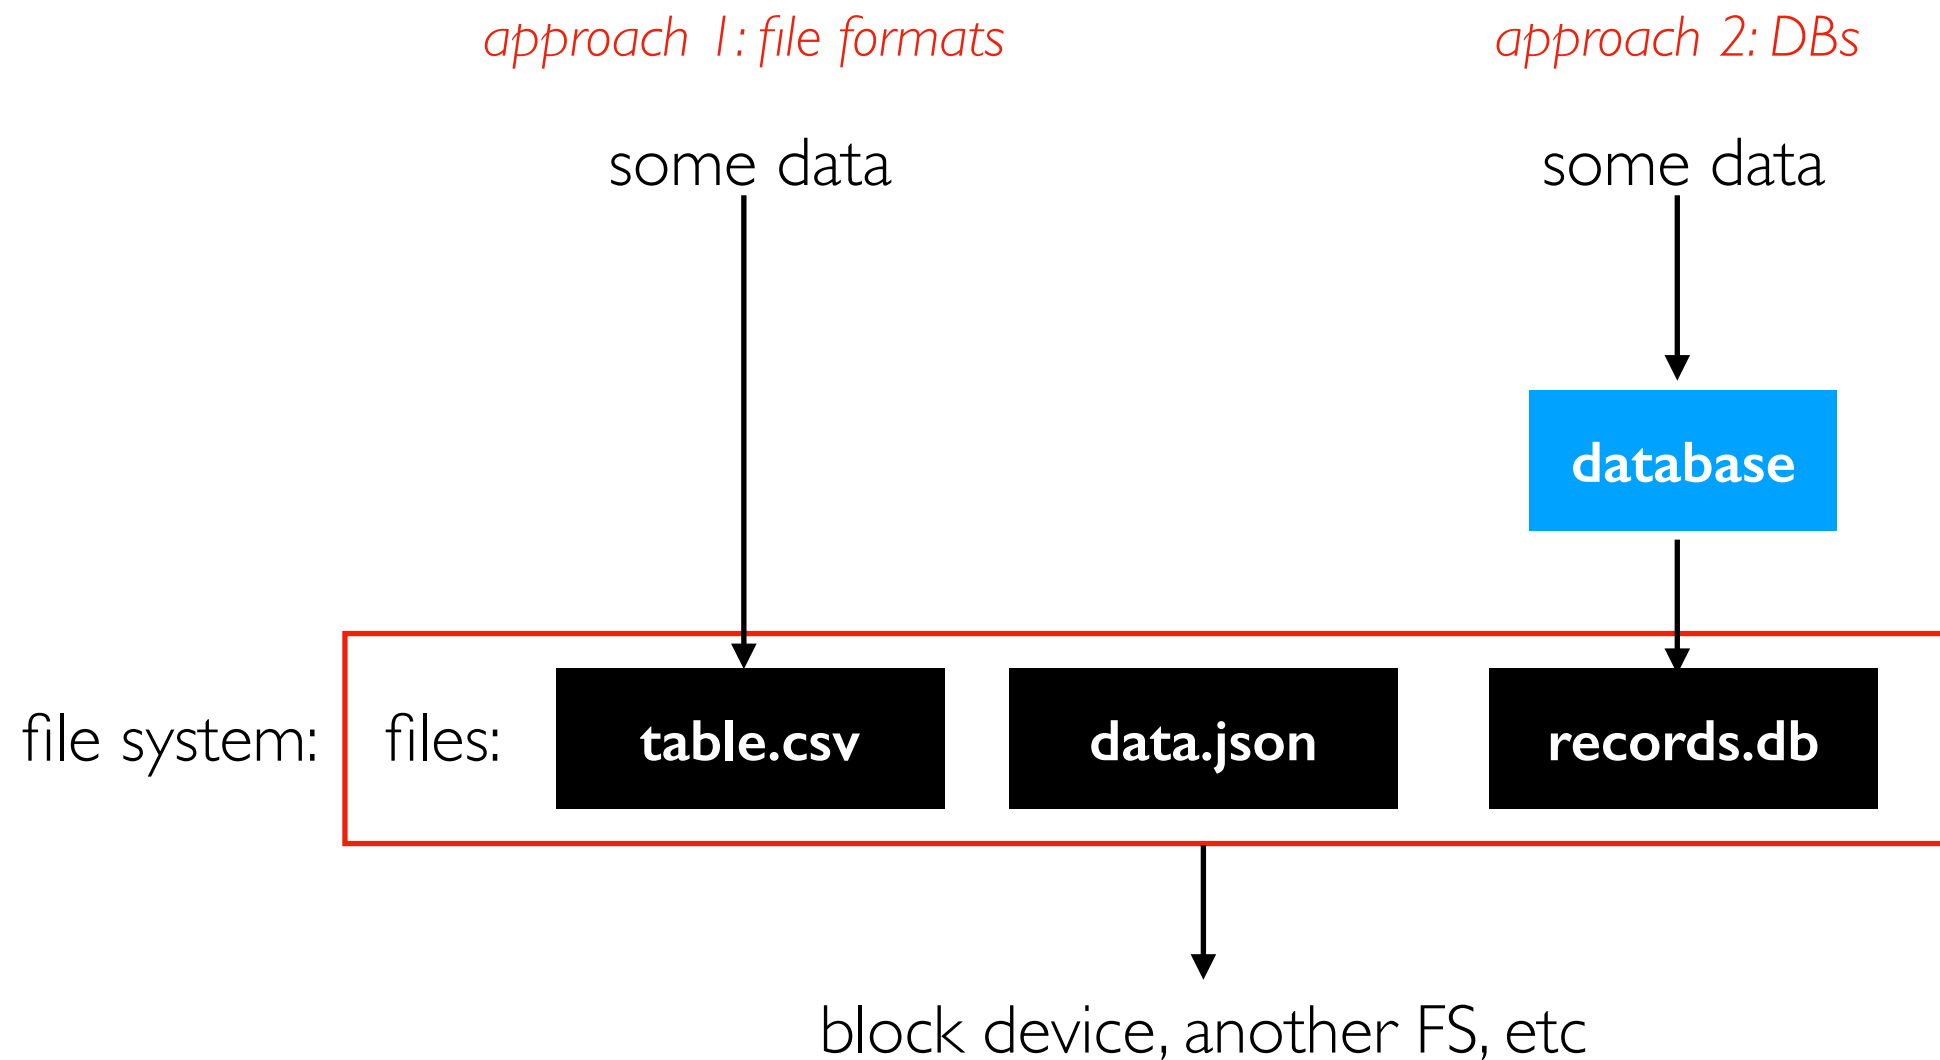 approach 1: file formats
approach 2: DBs
some data
some data
database
file system:
files:
table.csv
data.json
records.db
block device, another FS, etc